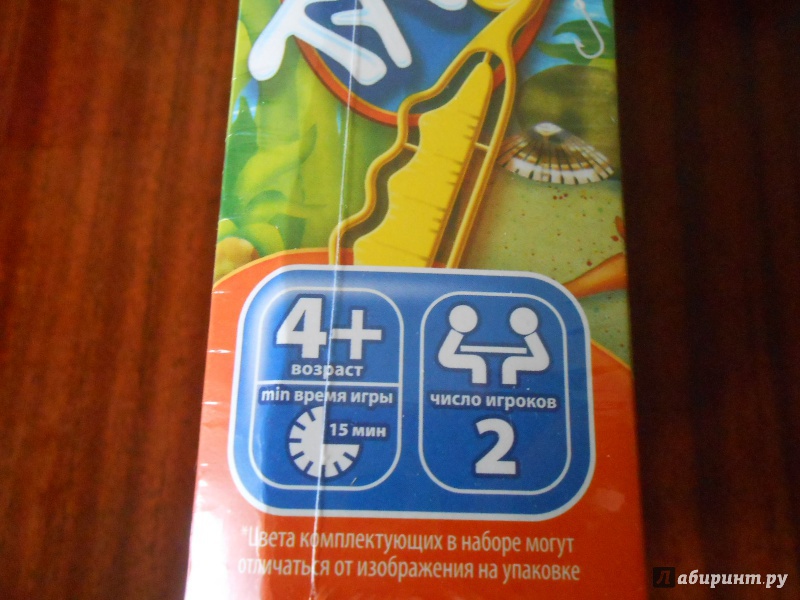 4+
возраст
min время игры
15 мин
число игроков
2
*Цвета комплектующих в наборе могут
отличаться от изображения на упаковке
Лабиринт.ру